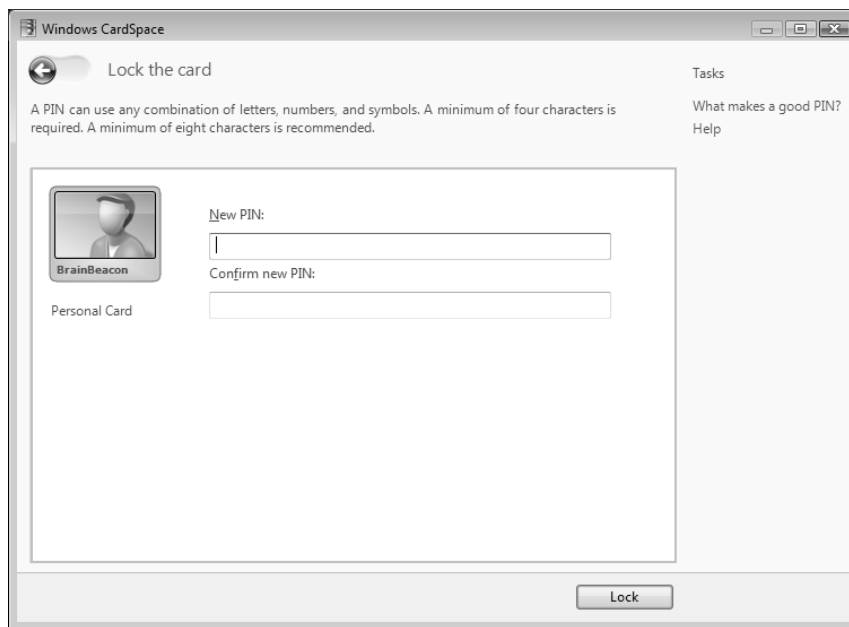 Windows CardSpace
Lock the card
A PIN can use any combination of letters, numbers, and symbols. A minimum of four characters is
required. A minimum of eight characters is recommended.
Tasks
What makes a good PIN?
Help
BrainBeacon
Personal Card
New PIN:
Confirm new PIN:
Lock